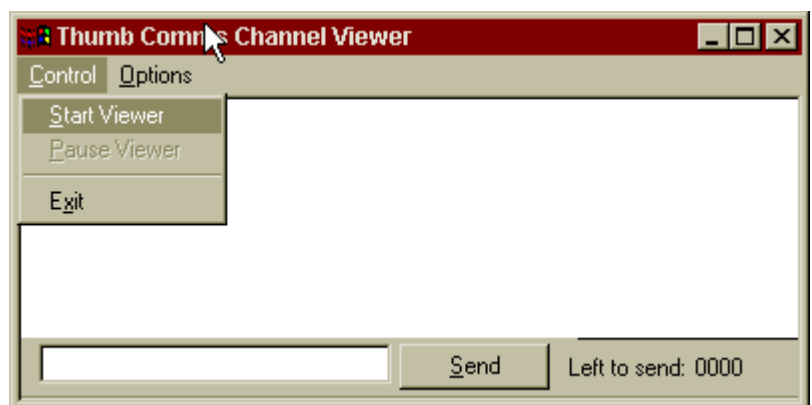 Thumb Comms Channel Viewer
Control Options
Start Viewer
Pause Viewer
Exit
Send Left to send: 0000